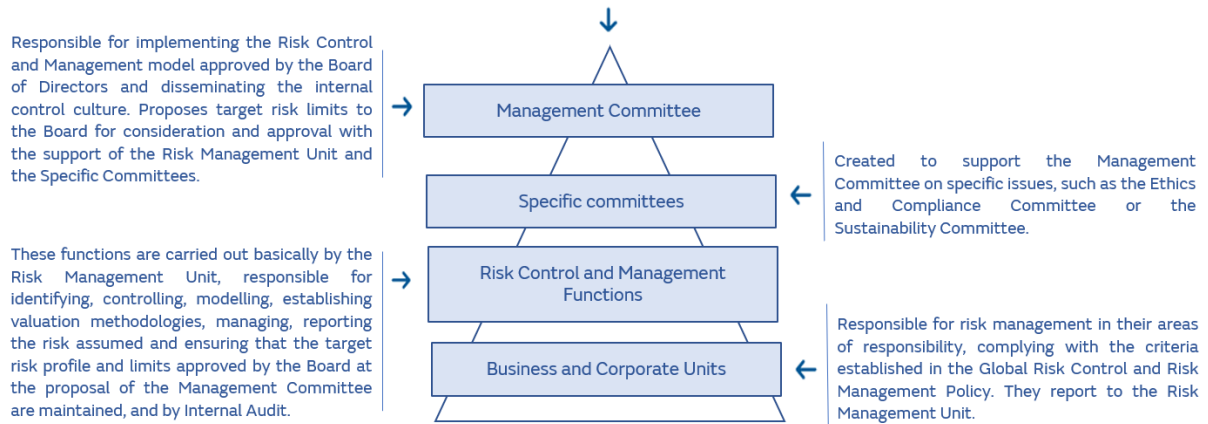 Responsible for implementing the Risk Control
and Management model approved by the Board
of Directors and disseminating the internal
control culture. Proposes target risk limits to
the Board for consideration and approval with
the support of the Risk Management Unit and
the Specific Committees.
Management Committee
Specific committees
Created to support the Management
Committee on specific issues, such as the Ethics
and Compliance Committee or the
Sustainability Committee.
These functions are carried out basically by the
Risk Management Unit, responsible for
identifying, controlling, modelling, establishing
valuation methodologies, managing, reporting
the risk assumed and ensuring that the target
risk profile and limits approved by the Board at
the proposal of the Management Committee
are maintained, and by Internal Audit.
Risk Control and Management
Functions
Business and Corporate Units
Responsible for risk management in their areas
of responsibility, complying with the criteria
established in the Global Risk Control and Risk
Management Policy. They report to the Risk
Management Unit.